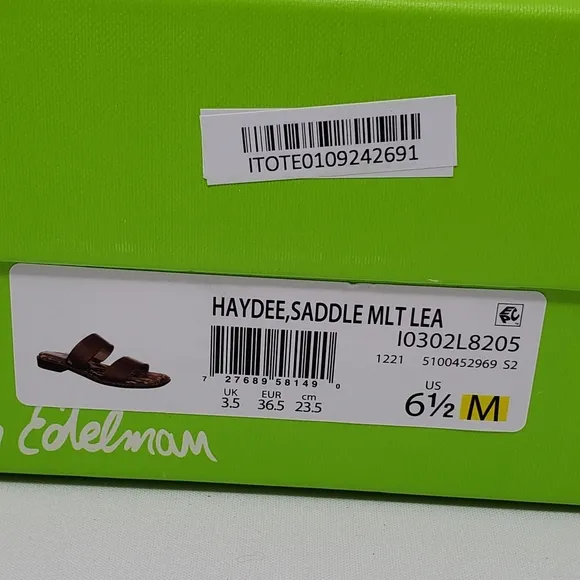 ITOTE0109242691
HAYDEE,SADDLE MLT LEA
I0302L8205
1221 5100452969 S2
7 27689 58149 0
UK EUR cm
3.5 36.5 23.5
US
6½ M
Edelman